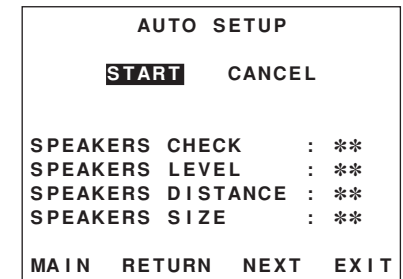 AUTO SETUP
START CANCEL
SPEAKERS CHECK : **
SPEAKERS LEVEL : **
SPEAKERS DISTANCE : **
SPEAKERS SIZE : **
MAIN RETURN NEXT EXIT